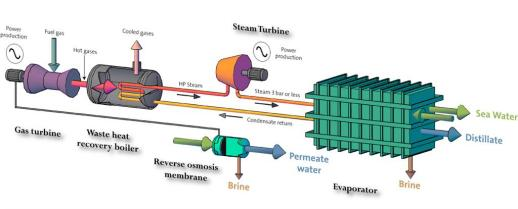 Steam Turbine
Power
production
Fuel gas
Cooled gases
Power
production
Hot gases
HP Steam
Steam 3 bar or less
Condensate return
Sea Water
Distillate
Gas turbine
Waste heat
recovery boiler
Reverse osmosis
membrane
Permeate
water
Brine
Evaporator
Brine